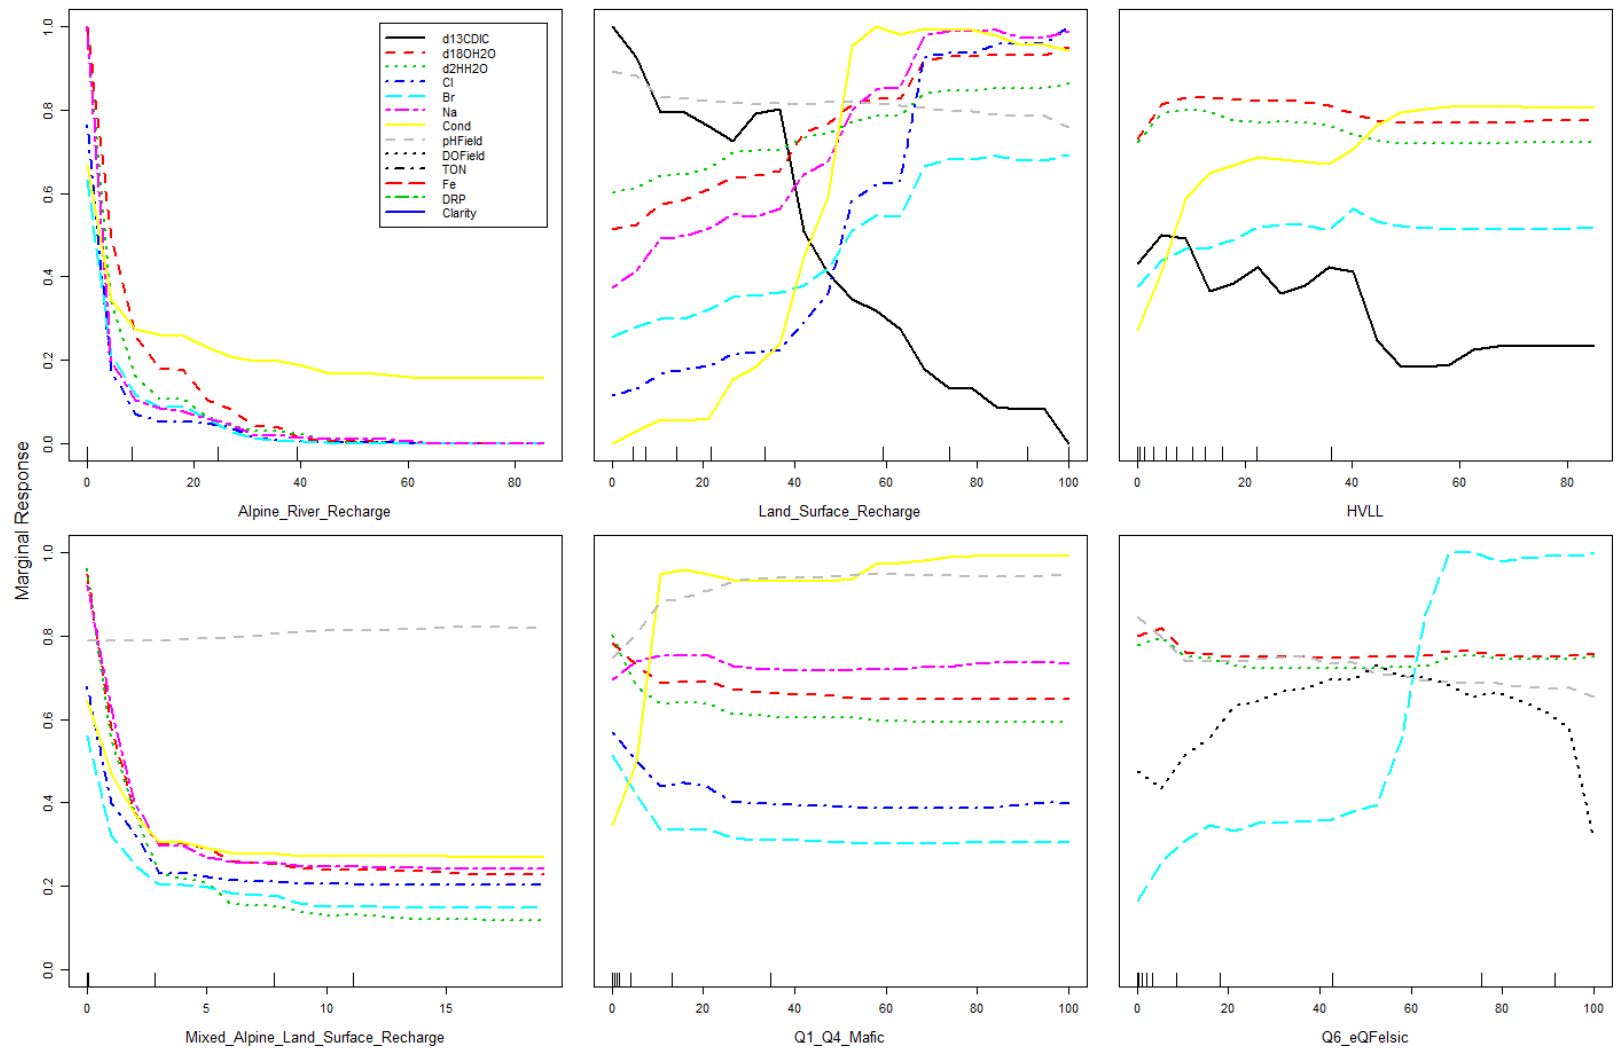 Marginal Response
1.0
0.8
0.6
0.4
0.2
0.0
d13CDIC
d18OH2O
d2HH2O
Cl
Br
Na
Cond
pHField
DOField
TON
Fe
DRP
Clarity
0 20 40 60 80
Alpine_River_Recharge
0 20 40 60 80 100
Land_Surface_Recharge
0 20 40 60 80
HVLL
1.0
0.8
0.6
0.4
0.2
0.0
0 5 10 15
Mixed_Alpine_Land_Surface_Recharge
0 20 40 60 80 100
Q1_Q4_Mafic
0 20 40 60 80 100
Q6_eQFelsic